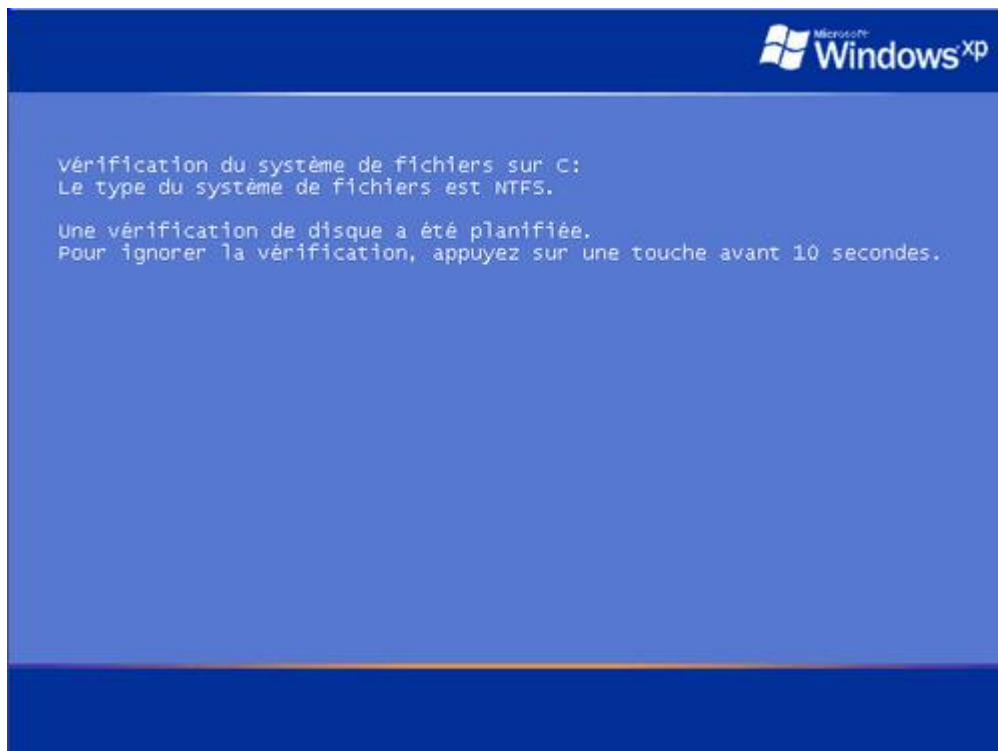 Microsoft
Windows xp
Vérification du système de fichiers sur C:
Le type du système de fichiers est NTFS.
Une vérification de disque a été planifiée.
Pour ignorer la vérification, appuyez sur une touche avant 10 secondes.